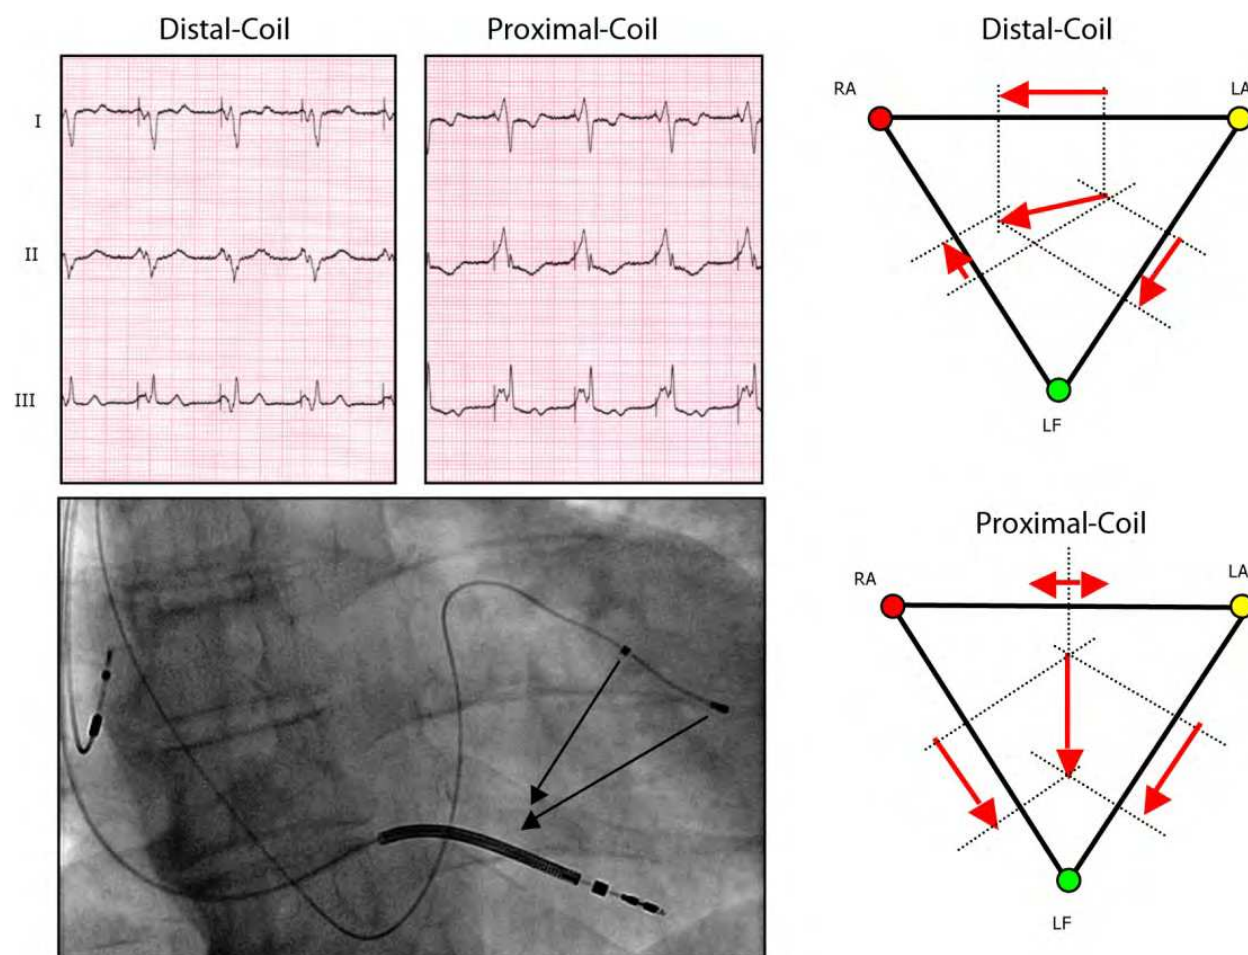 Distal-Coil
Proximal-Coil
I
II
III
Distal-Coil
RA
LA
LF
Proximal-Coil
RA
LA
LF